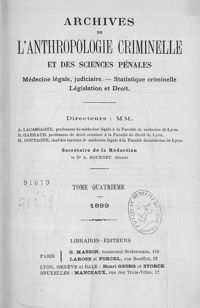 ARCHIVES
DE
L'ANTHROPOLOGIE CRIMINELLE
ET DES SCIENCES PÉNALES
Médecine légale, judiciaire. — Statistique criminelle
Législation et Droit.
Directeurs : MM.
A. LACASSAGNE, professeur de médecine légale à la Faculté de médecine de Lyon.
R. GARRAUD, professeur de droit criminel à la Faculté de Droit de Lyon.
H. COUTAGNE, chef des travaux de médecine légale à la Faculté de médecine de Lyon.
Secrétaire de la Rédaction
le Dr A. BOURNET.
91679
TOME QUATRIÈME
1889
LIBRAIRES-ÉDITEURS
PARIS
G. MASSON, boulevard St-Germain, 120
LAROSE et FORCEL, rue Soufflot, 22
LYON, GENÈVE et BALE : Henri GEORG et STORCK
BRUXELLES : MANCEAUX, rue des Trois-Têtes, 12